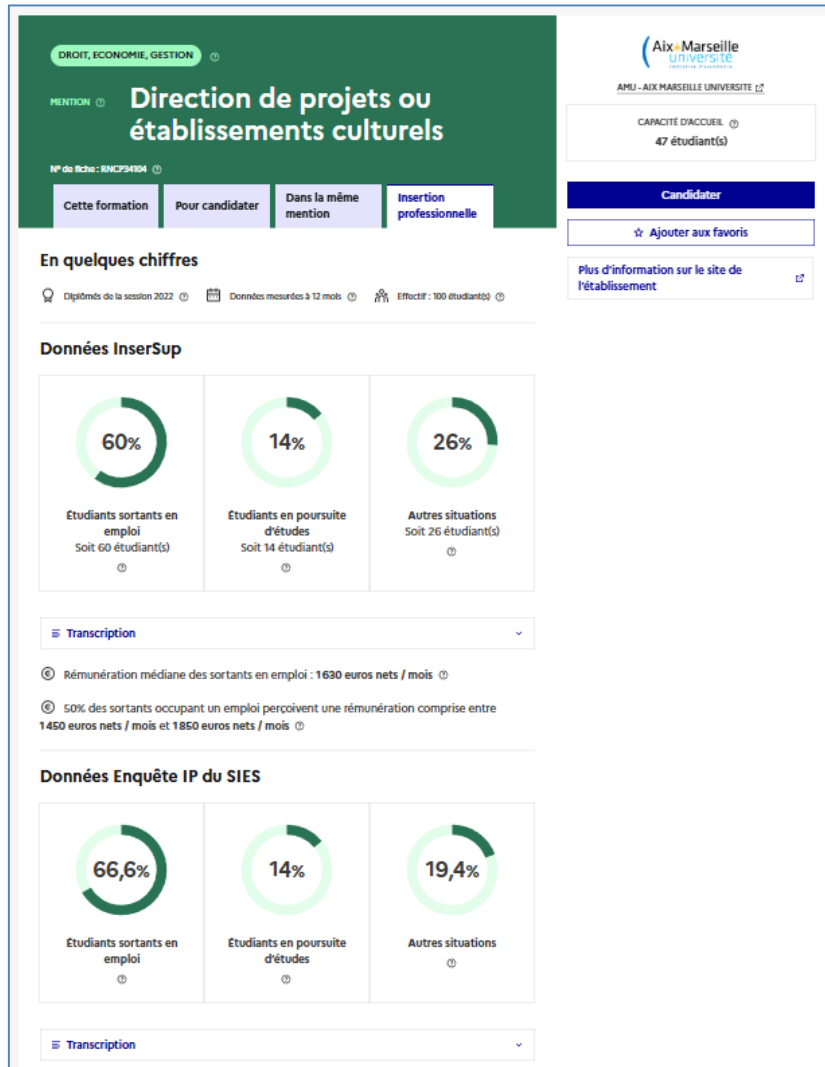 DROIT, ECONOMIE, GESTION
MENTION
Direction de projets ou
établissements culturels
N° de fiche : RNCP34104
Cette formation
Pour candidater
Dans la même
mention
Insertion
professionnelle
Aix*Marseille
université
AMU - AIX MARSEILLE UNIVERSITE
CAPACITÉ D'ACCUEIL
47 étudiant(s)
Candidater
Ajouter aux favoris
Plus d'information sur le site de
l'établissement
En quelques chiffres
Diplômés de la session 2022
Données mesurées à 12 mois
Effectif : 100 étudiant(s)
Données InserSup
60%
Étudiants sortants en
emploi
Soit 60 étudiant(s)
14%
Étudiants en poursuite
d'études
Soit 14 étudiant(s)
26%
Autres situations
Soit 26 étudiant(s)
Transcription
Rémunération médiane des sortants en emploi : 1 630 euros nets / mois
50% des sortants occupant un emploi perçoivent une rémunération comprise entre
1 450 euros nets / mois et 1 850 euros nets / mois
Données Enquête IP du SIES
66,6%
Étudiants sortants en
emploi
14%
Étudiants en poursuite
d'études
19,4%
Autres situations
Transcription